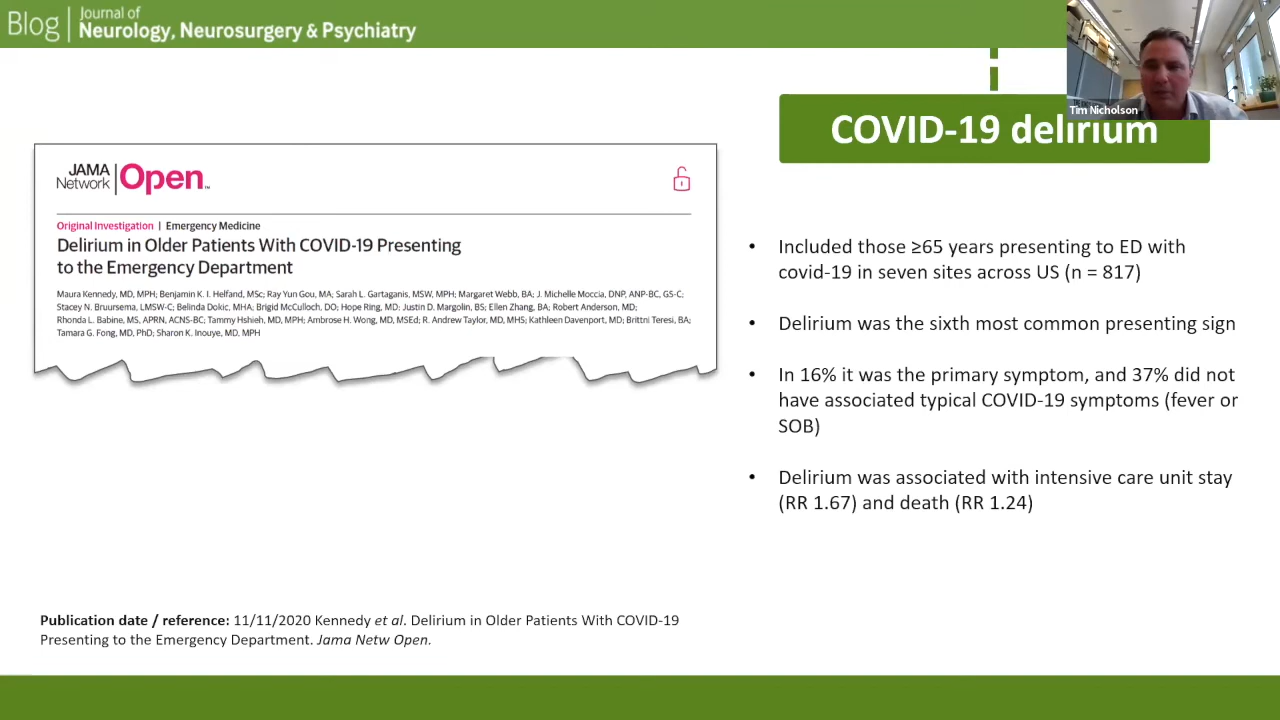 Blog | Journal of
Neurology, Neurosurgery & Psychiatry
Tim Nicholson
COVID-19 delirium
JAMA
Network
Open™
Original Investigation | Emergency Medicine
Delirium in Older Patients With COVID-19 Presenting
to the Emergency Department
Maura Kennedy, MD, MPH; Benjamin K. I. Helfand, MSc; Ray Yun Gou, MA; Sarah L. Gartaganis, MSW, MPH; Margaret Webb, BA; J. Michelle Moccia, DNP, ANP-BC, GS-C;
Stacey N. Bruursema, LMSW-C; Belinda Dokic, MHA; Brigid McCulloch, DO; Hope Ring, MD; Justin D. Margolin, BS; Ellen Zhang, BA; Robert Anderson, MD;
Rhonda L. Babine, MS, APRN, ACNS-BC; Tammy Hshieh, MD, MPH; Ambrose H. Wong, MD, MSEd; R. Andrew Taylor, MD, MHS; Kathleen Davenport, MD; Brittni Teresi, BA;
Tamara G. Fong, MD, PhD; Sharon K. Inouye, MD, MPH
• Included those ≥65 years presenting to ED with
covid-19 in seven sites across US (n = 817)
• Delirium was the sixth most common presenting sign
• In 16% it was the primary symptom, and 37% did not
have associated typical COVID-19 symptoms (fever or
SOB)
• Delirium was associated with intensive care unit stay
(RR 1.67) and death (RR 1.24)
Publication date / reference: 11/11/2020 Kennedy et al. Delirium in Older Patients With COVID-19
Presenting to the Emergency Department. Jama Netw Open.